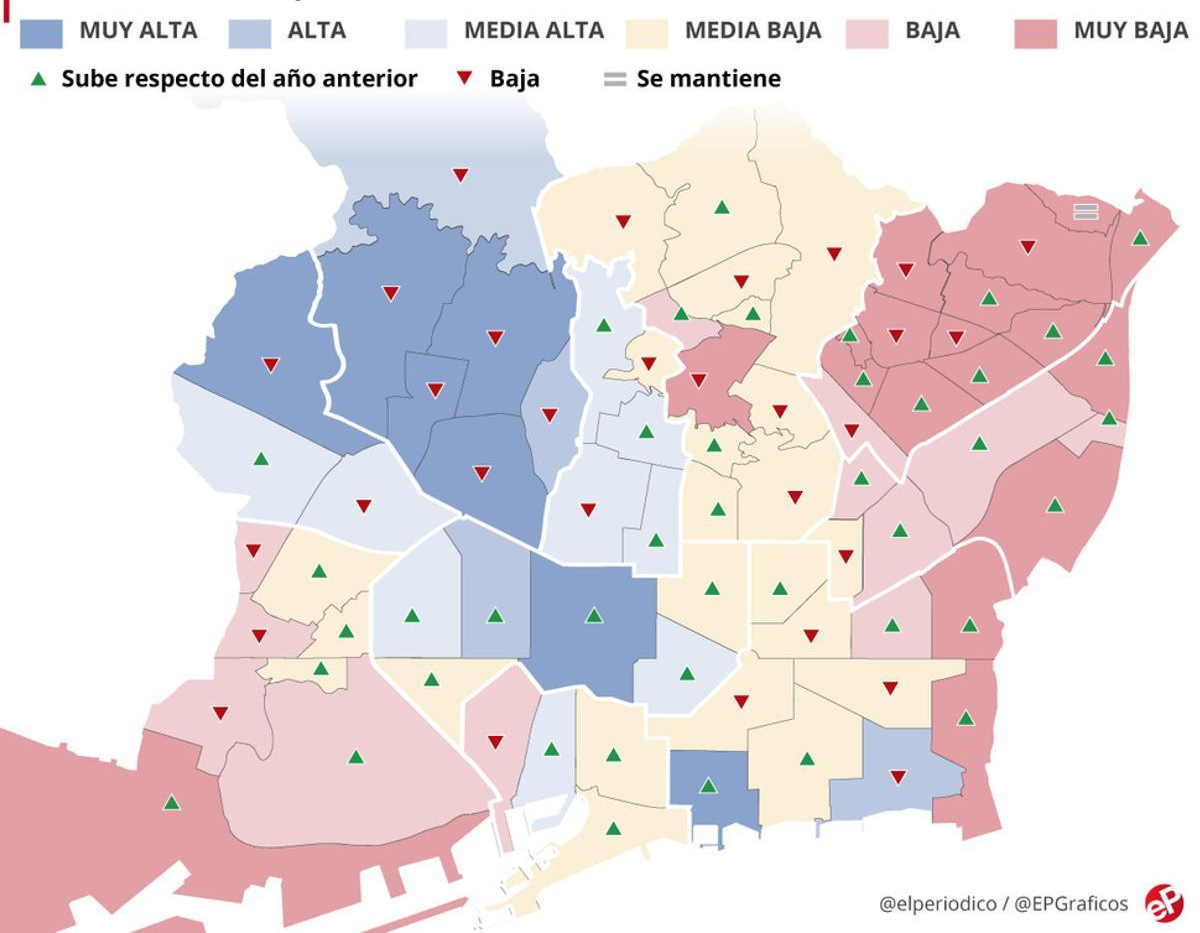 MUY ALTA ALTA MEDIA ALTA MEDIA BAJA BAJA MUY BAJA
Sube respecto del año anterior Baja Se mantiene
@elperiodico / @EPGraficos
eP